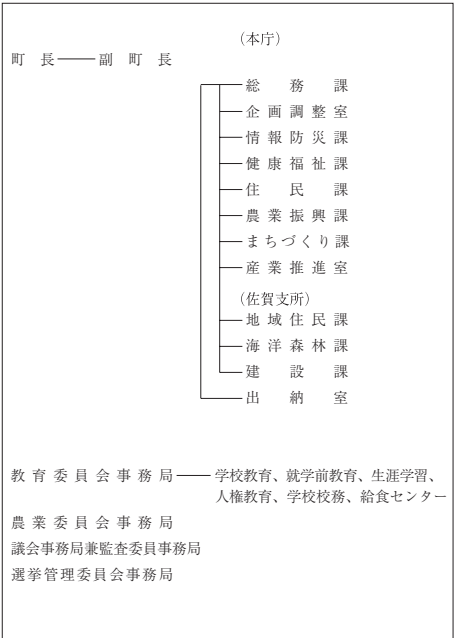 （本庁）
町長 副町長
総務課
企画調整室
情報防災課
健康福祉課
住民課
農業振興課
まちづくり課
産業推進室
（佐賀支所）
地域住民課
海洋森林課
建設課
出納室
教育委員会事務局 学校教育、就学前教育、生涯学習、
人権教育、学校校務、給食センター
農業委員会事務局
議会事務局兼監査委員事務局
選挙管理委員会事務局